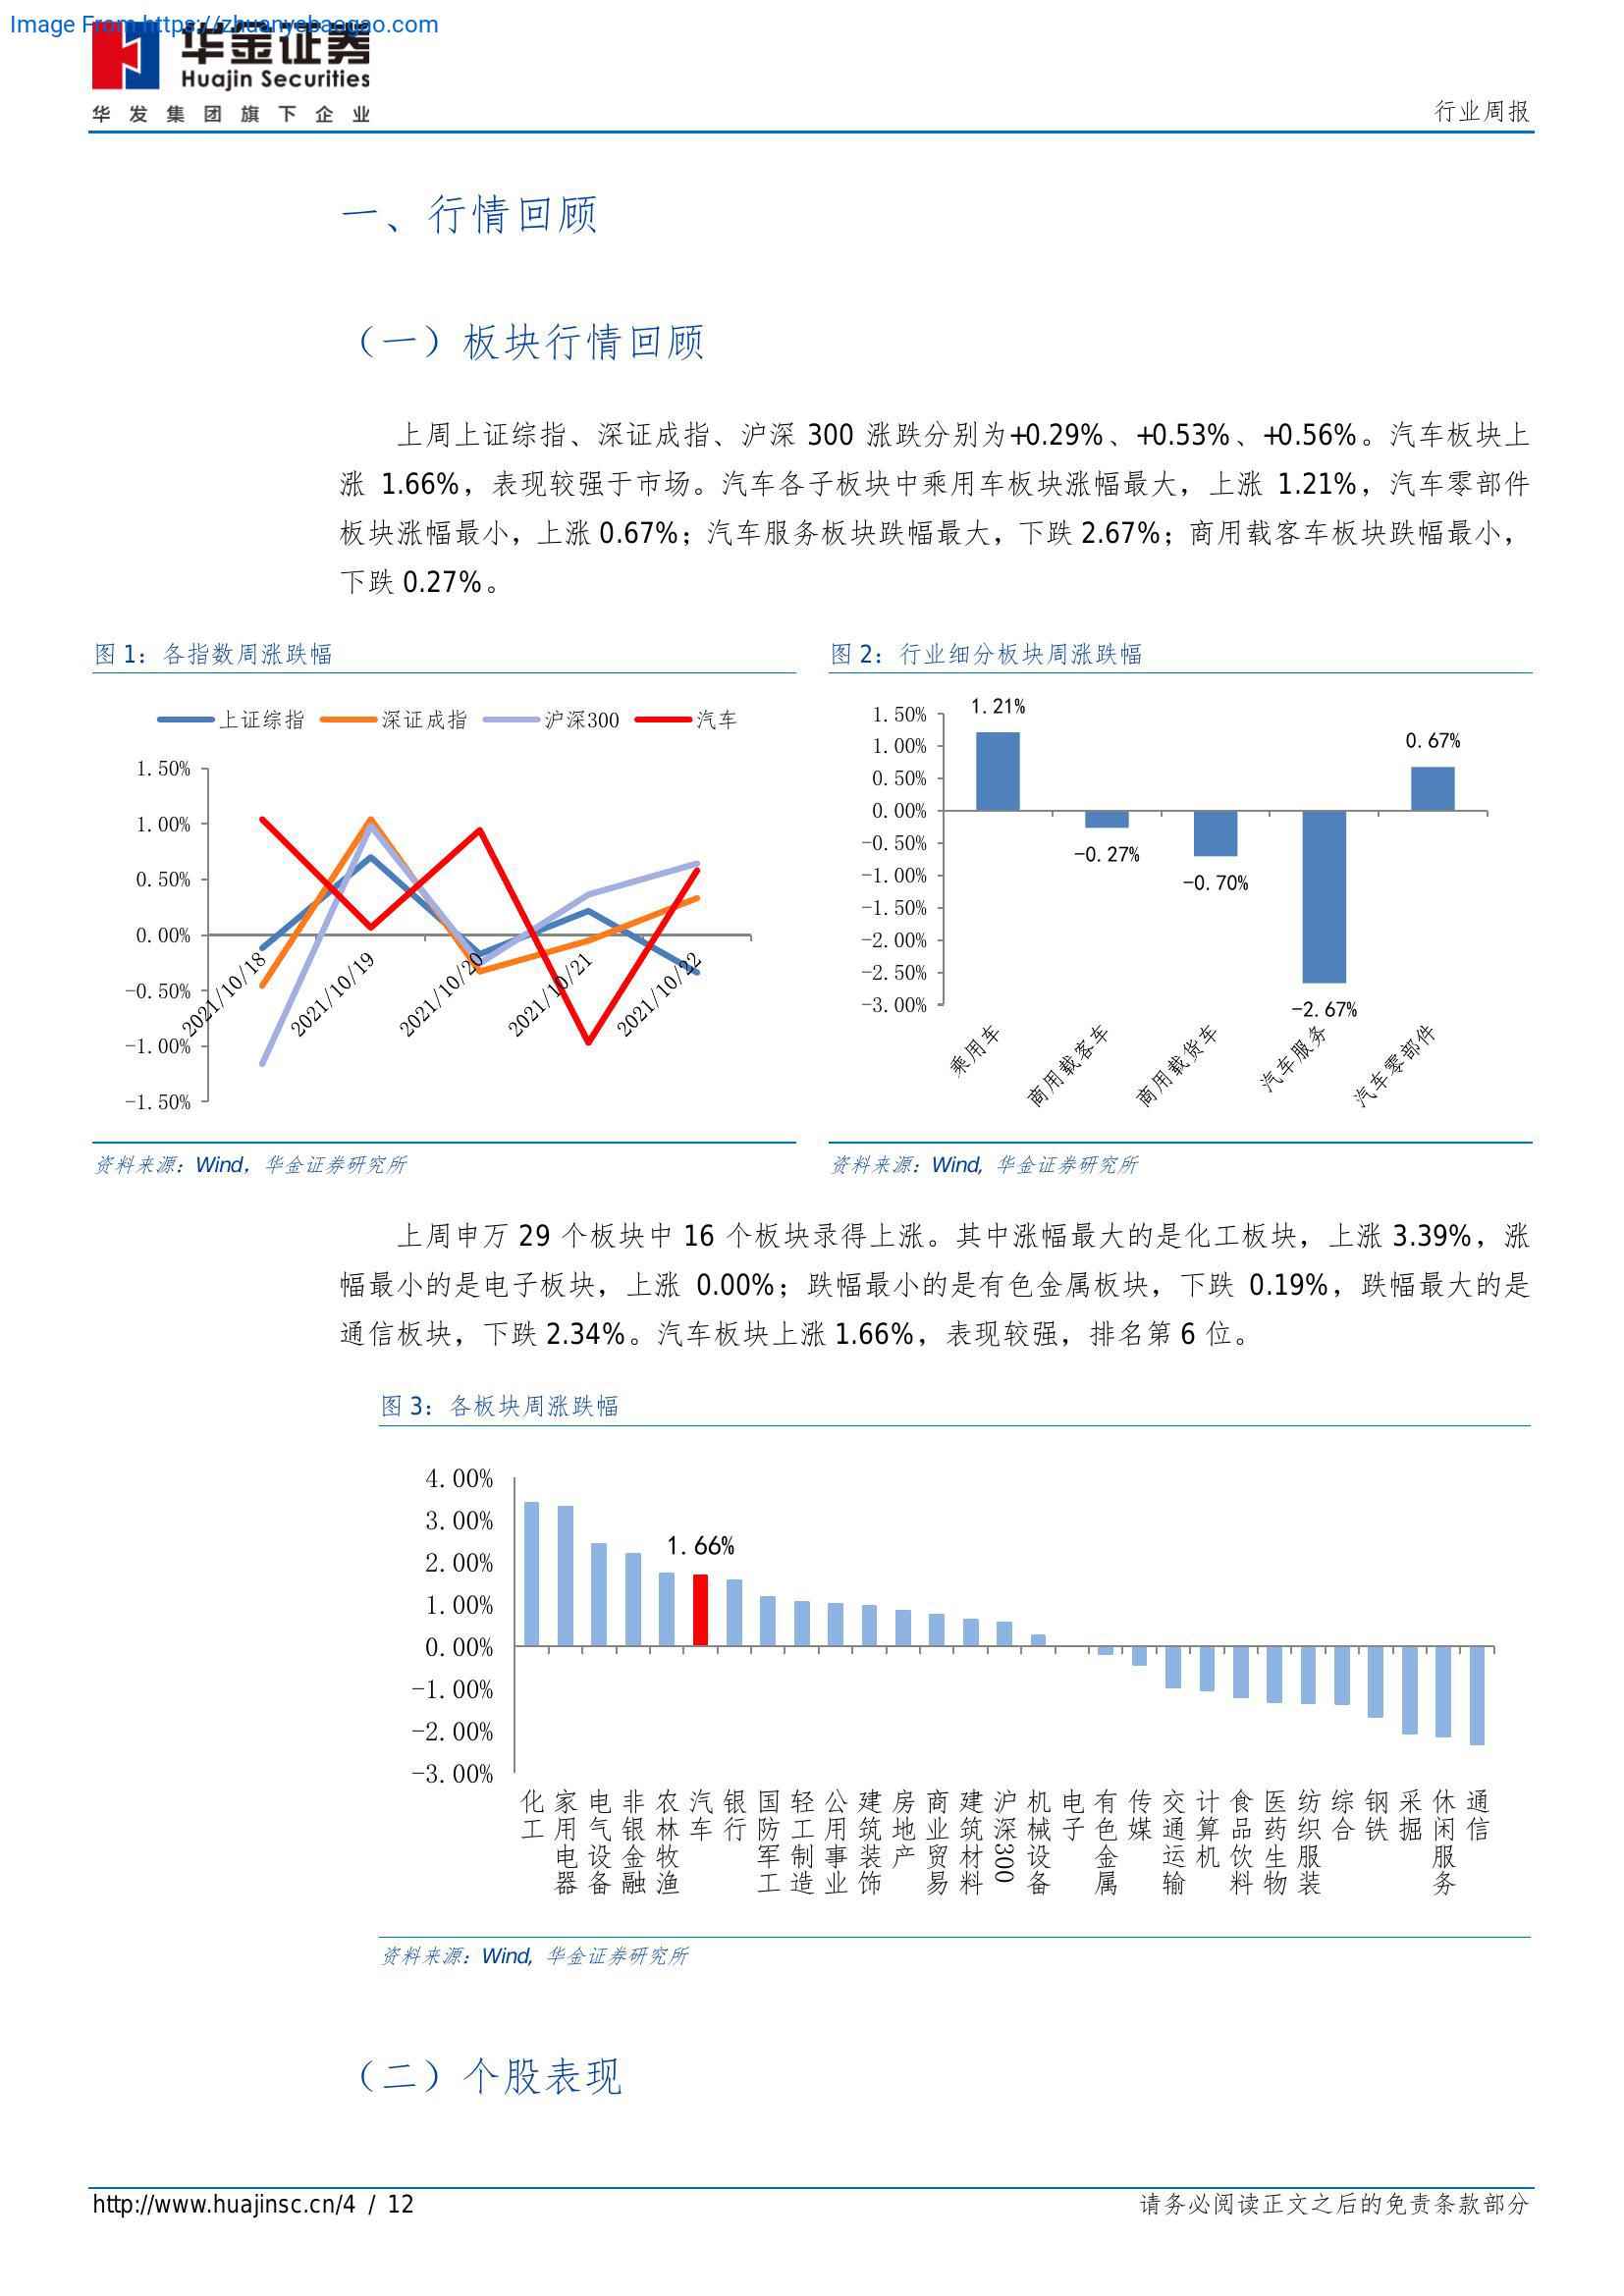 Image From https://zhuanyebaogao.com
华金证券
Huajin Securities
华发集团旗下企业
行业周报
一、行情回顾
（一）板块行情回顾
上周上证综指、深证成指、沪深 300 涨跌分别为+0.29%、+0.53%、+0.56%。汽车板块上
涨 1.66%，表现较强于市场。汽车各子板块中乘用车板块涨幅最大，上涨 1.21%，汽车零部件
板块涨幅最小，上涨 0.67%；汽车服务板块跌幅最大，下跌 2.67%；商用载客车板块跌幅最小，
下跌 0.27%。
图 1：各指数周涨跌幅
上证综指 深证成指 沪深300 汽车
1.50%
1.00%
0.50%
0.00%
-0.50%
-1.00%
-1.50%
2021/10/18
2021/10/19
2021/10/20
2021/10/21
2021/10/22
资料来源：Wind，华金证券研究所
图 2：行业细分板块周涨跌幅
1.50%
1.00%
0.50%
0.00%
-0.50%
-1.00%
-1.50%
-2.00%
-2.50%
-3.00%
1.21%
-0.27%
-0.70%
-2.67%
0.67%
乘用车
商用载客车
商用载货车
汽车服务
汽车零部件
资料来源：Wind, 华金证券研究所
上周申万 29 个板块中 16 个板块录得上涨。其中涨幅最大的是化工板块，上涨 3.39%，涨
幅最小的是电子板块，上涨 0.00%；跌幅最小的是有色金属板块，下跌 0.19%，跌幅最大的是
通信板块，下跌 2.34%。汽车板块上涨 1.66%，表现较强，排名第 6 位。
图 3：各板块周涨跌幅
4.00%
3.00%
2.00%
1.00%
0.00%
-1.00%
-2.00%
-3.00%
1.66%
化工
家用电器
电气设备
非银金融
农林牧渔
汽车
银行
国防军工
轻工制造
公用事业
建筑装饰
房地产
商业贸易
建筑材料
沪深300
机械设备
电子
有色金属
传媒
交通运输
计算机
食品饮料
医药生物
纺织服装
综合
钢铁
采掘
休闲服务
通信
资料来源：Wind, 华金证券研究所
（二）个股表现
http://www.huajinsc.cn/4 / 12
请务必阅读正文之后的免责条款部分